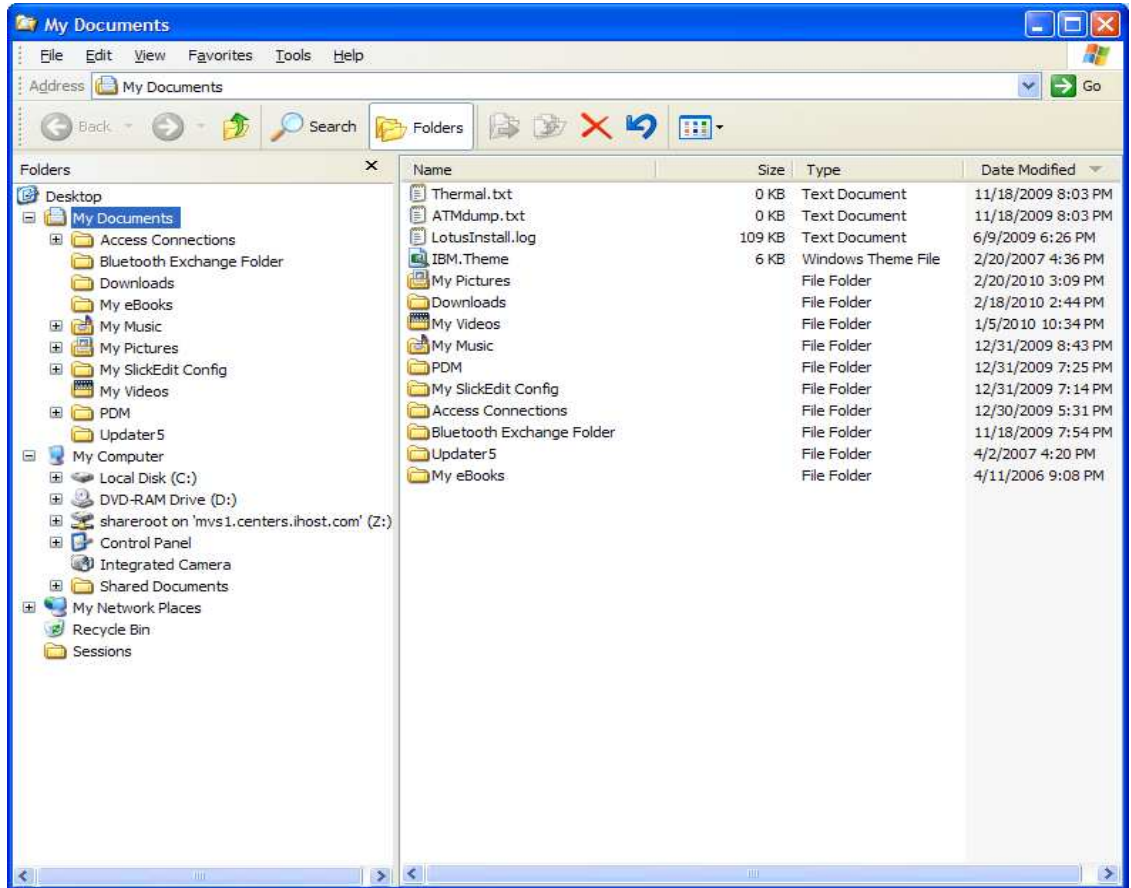 My Documents
File Edit View Favorites Tools Help
Address My Documents Go
Back Search Folders
Folders
Desktop
My Documents
Access Connections
Bluetooth Exchange Folder
Downloads
My eBooks
My Music
My Pictures
My SlickEdit Config
My Videos
PDM
Updater5
My Computer
Local Disk (C:)
DVD-RAM Drive (D:)
shareroot on 'mvs1.centers.ihost.com' (Z:)
Control Panel
Integrated Camera
Shared Documents
My Network Places
Recycle Bin
Sessions
Name Size Type Date Modified
Thermal.txt 0 KB Text Document 11/18/2009 8:03 PM
ATMdump.txt 0 KB Text Document 11/18/2009 8:03 PM
LotusInstall.log 109 KB Text Document 6/9/2009 6:26 PM
IBM.Theme 6 KB Windows Theme File 2/20/2007 4:36 PM
My Pictures File Folder 2/20/2010 3:09 PM
Downloads File Folder 2/18/2010 2:44 PM
My Videos File Folder 1/5/2010 10:34 PM
My Music File Folder 12/31/2009 8:43 PM
PDM File Folder 12/31/2009 7:25 PM
My SlickEdit Config File Folder 12/31/2009 7:14 PM
Access Connections File Folder 12/30/2009 5:31 PM
Bluetooth Exchange Folder File Folder 11/18/2009 7:54 PM
Updater5 File Folder 4/2/2007 4:20 PM
My eBooks File Folder 4/11/2006 9:08 PM